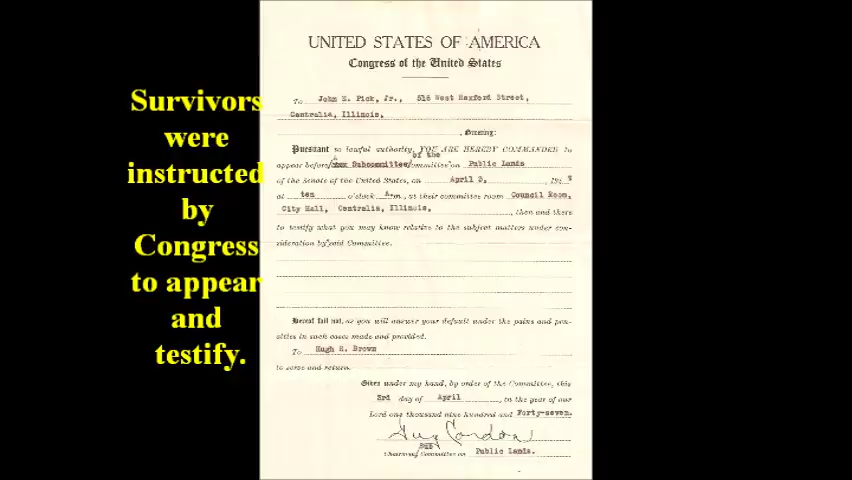 Survivors
were
instructed
by
Congress
to appear
and
testify.
UNITED STATES OF AMERICA
Congress of the United States
To John H. Pick, Jr., 516 West Rexford Street,
Centralia, Illinois,
, Greeting:
Pursuant to lawful authority, YOU ARE HEREBY COMMANDED to
of the
appear before Subcommittee Committee on Public Lands
of the Senate of the United States, on April 3, , 194
at ten o'clock A.m., at their committee room Council Room,
City Hall, Centralia, Illinois, , then and there
to testify what you may know relative to the subject matters under con-
sideration by said Committee.
Hereof fail not, as you will answer your default under the pains and pen-
alties in such cases made and provided.
To Hugh R. Brown
to serve and return.
Given under my hand, by order of the Committee, this
3rd day of April , in the year of our
Lord one thousand nine hundred and Forty-seven.
Guy Cordon
Sub
Chairman, Committee on Public Lands.